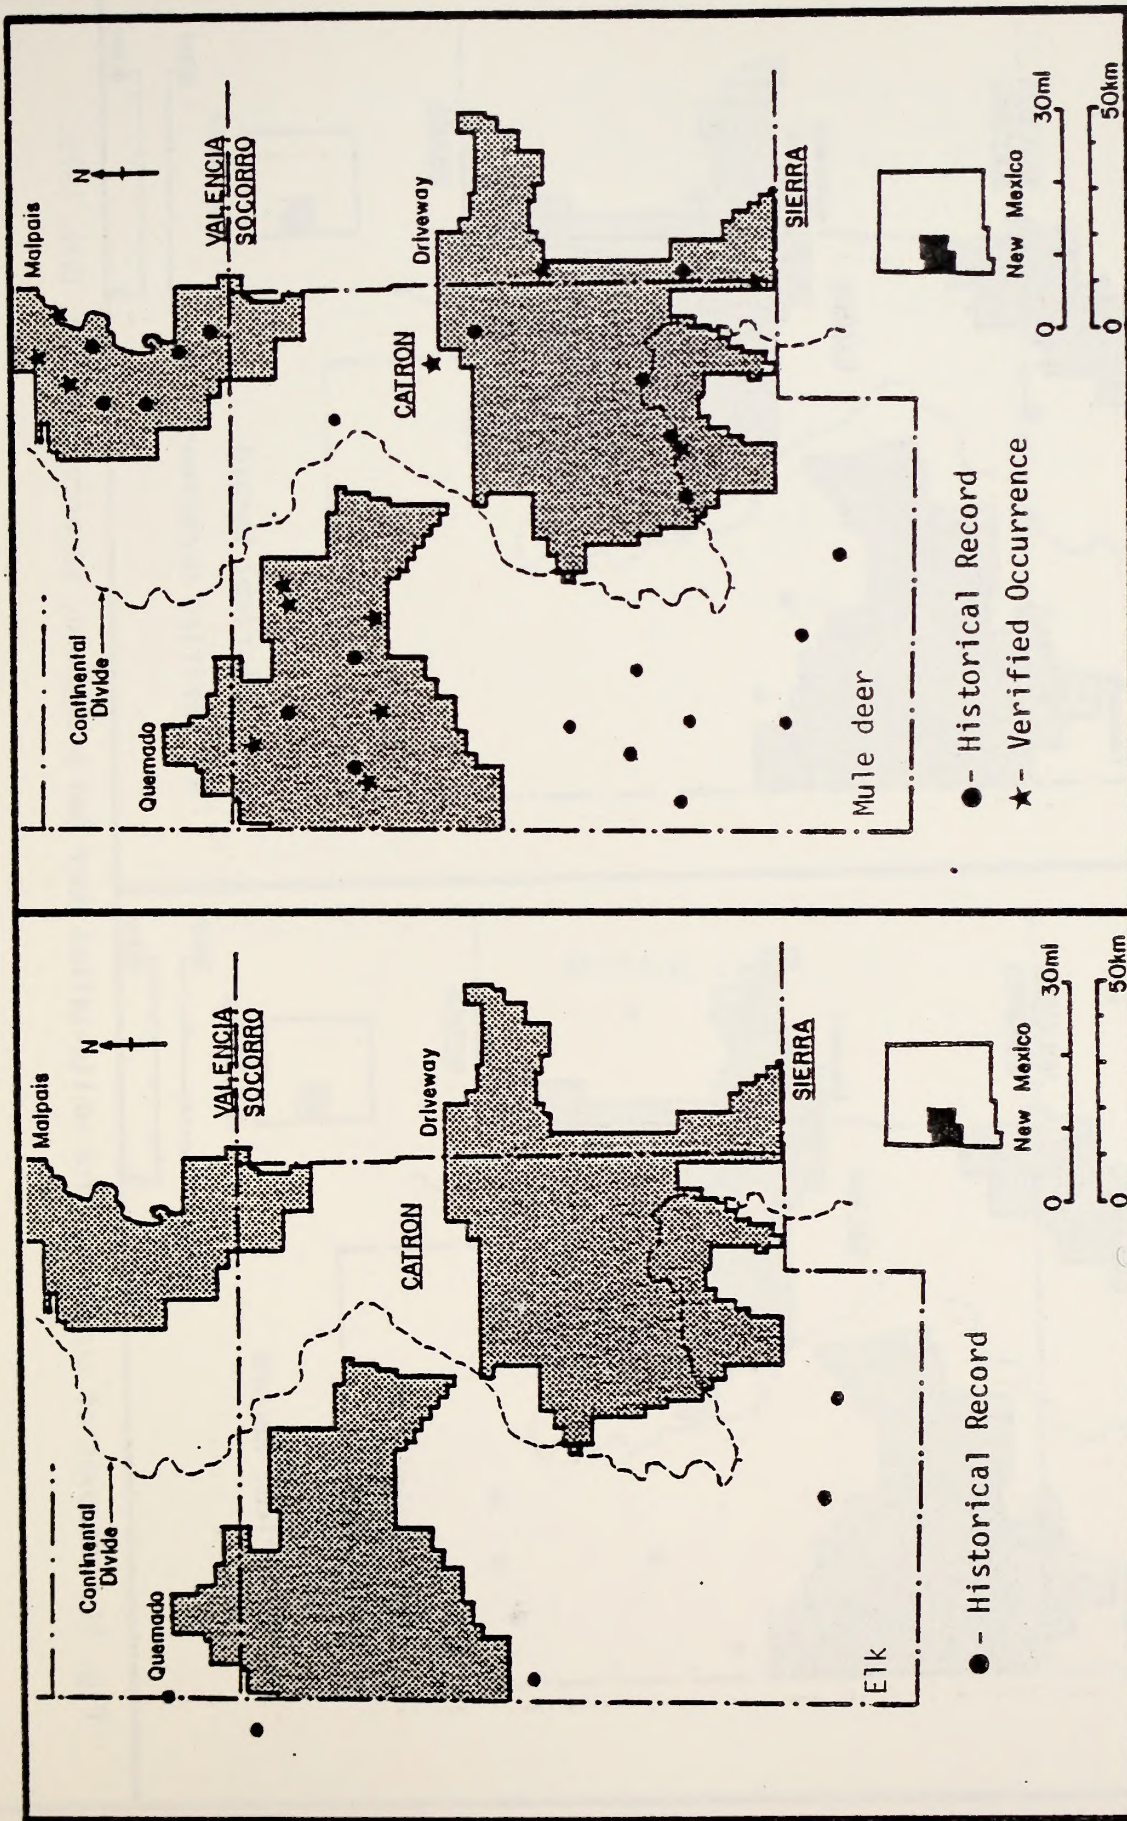 Malpais
N
VALENCIA
SOCORRO
Continental
Divide
Quemado
Driveway
CATRON
SIERRA
Elk
New Mexico
0 30mi
0 50km
● - Historical Record
Malpais
N
VALENCIA
SOCORRO
Continental
Divide
Quemado
Driveway
CATRON
SIERRA
Mule deer
New Mexico
0 30mi
0 50km
● - Historical Record
★ - Verified Occurrence